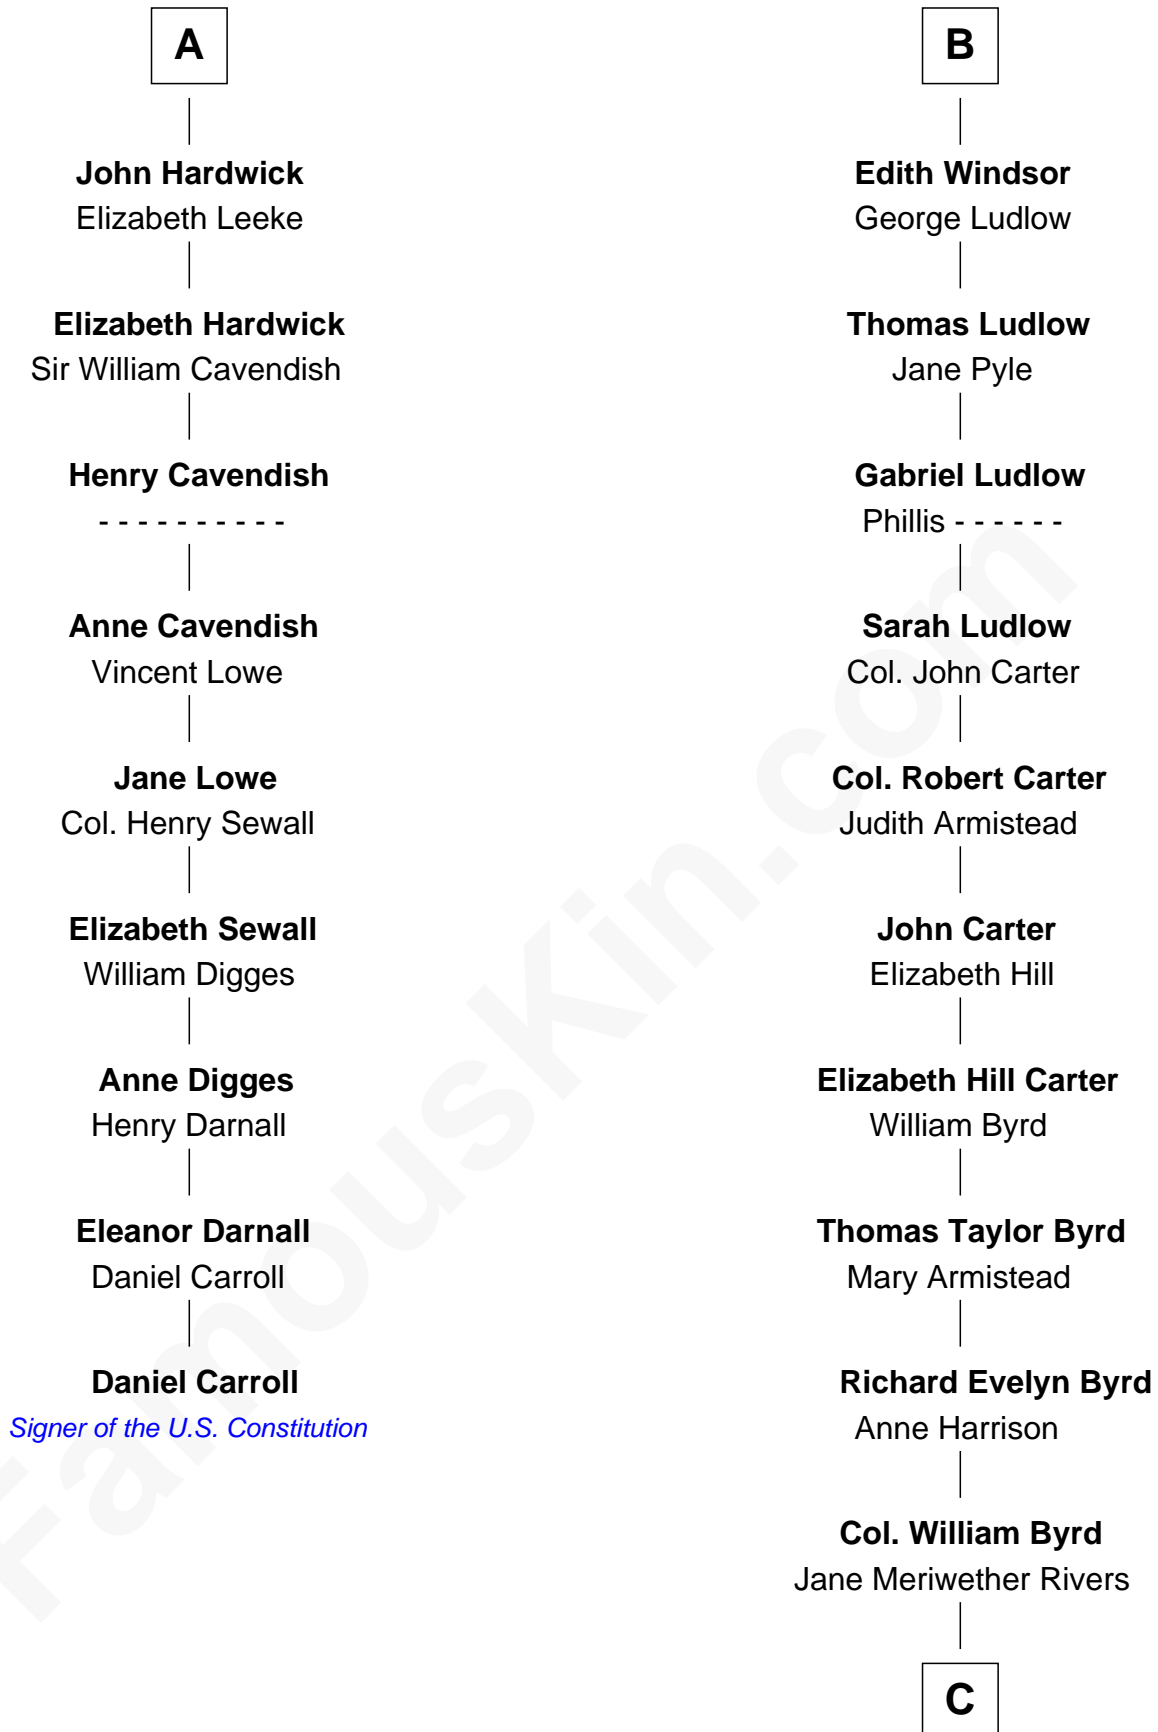 A
John Hardwick
Elizabeth Leeke
Elizabeth Hardwick
Sir William Cavendish
Henry Cavendish
- - - - - - - - - -
Anne Cavendish
Vincent Lowe
Jane Lowe
Col. Henry Sewall
Elizabeth Sewall
William Digges
Anne Digges
Henry Darnall
Eleanor Darnall
Daniel Carroll
Daniel Carroll
Signer of the U.S. Constitution
B
Edith Windsor
George Ludlow
Thomas Ludlow
Jane Pyle
Gabriel Ludlow
Phillis - - - - - -
Sarah Ludlow
Col. John Carter
Col. Robert Carter
Judith Armistead
John Carter
Elizabeth Hill
Elizabeth Hill Carter
William Byrd
Thomas Taylor Byrd
Mary Armistead
Richard Evelyn Byrd
Anne Harrison
Col. William Byrd
Jane Meriwether Rivers
C
FamousKin.com